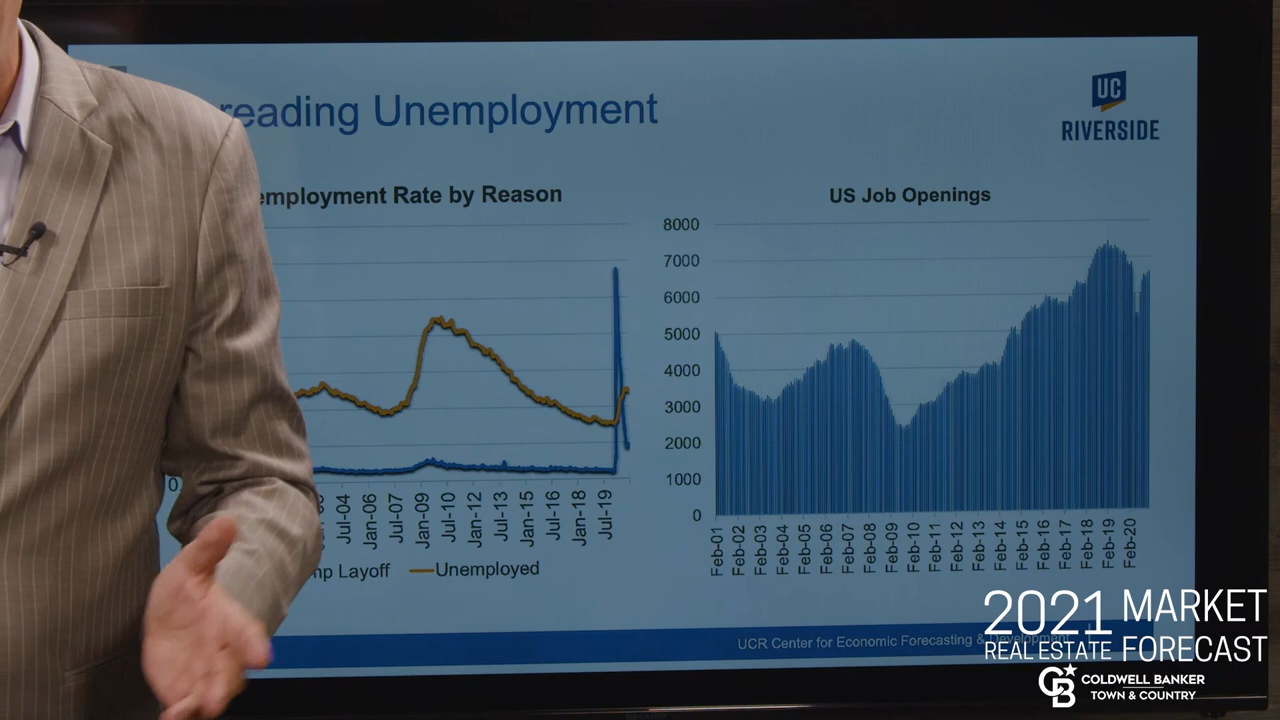 reading Unemployment
UC
RIVERSIDE
employment Rate by Reason
US Job Openings
8000
7000
6000
5000
4000
3000
2000
1000
0
0.
Jul-04
Jan-06
Jul-07
Jan-09
Jul-10
Jan-12
Jul-13
Jan-15
Jul-16
Jan-18
Jul-19
Feb-01
Feb-02
Feb-03
Feb-04
Feb-05
Feb-06
Feb-07
Feb-08
Feb-09
Feb-10
Feb-11
Feb-12
Feb-13
Feb-14
Feb-15
Feb-16
Feb-17
Feb-18
Feb-19
Feb-20
mp Layoff
Unemployed
UCR Center for Economic Forecasting & Development
2021 MARKET
REAL ESTATE FORECAST
CB COLDWELL BANKER
TOWN & COUNTRY